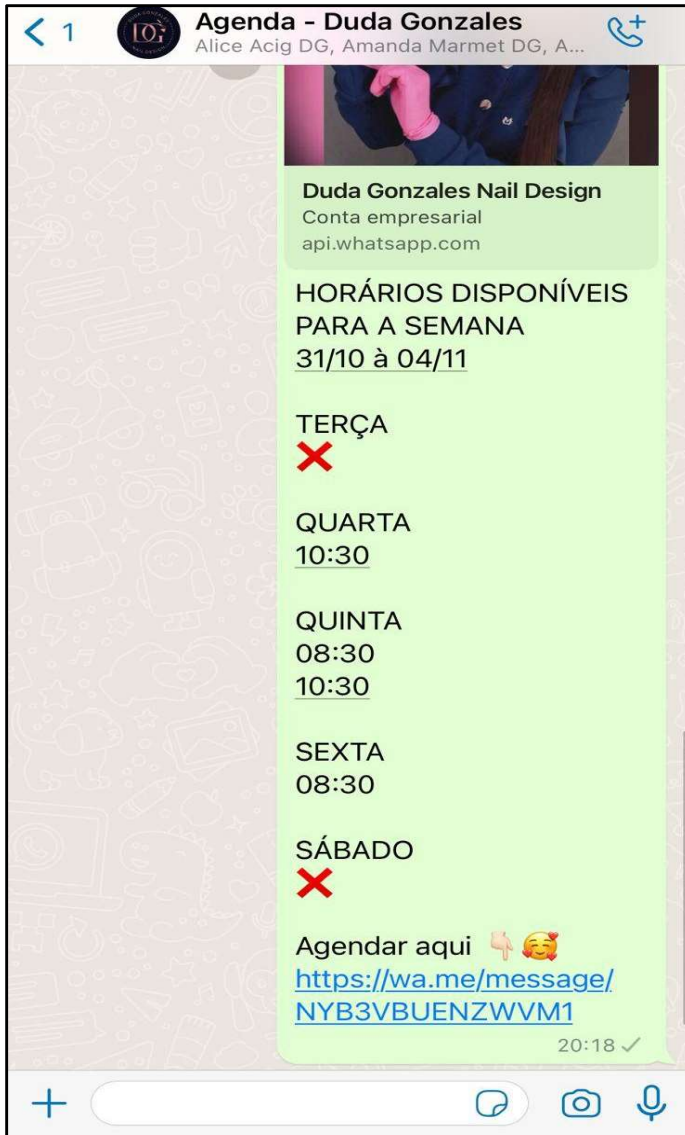 1
Agenda - Duda Gonzales
Alice Acig DG, Amanda Marmet DG, A...
DG
Duda Gonzales Nail Design
Conta empresarial
api.whatsapp.com
HORÁRIOS DISPONÍVEIS
PARA A SEMANA
31/10 à 04/11
TERÇA
❌
QUARTA
10:30
QUINTA
08:30
10:30
SEXTA
08:30
SÁBADO
❌
Agendar aqui 👇🏻🥰
https://wa.me/message/
NYB3VBUENZWVM1
20:18